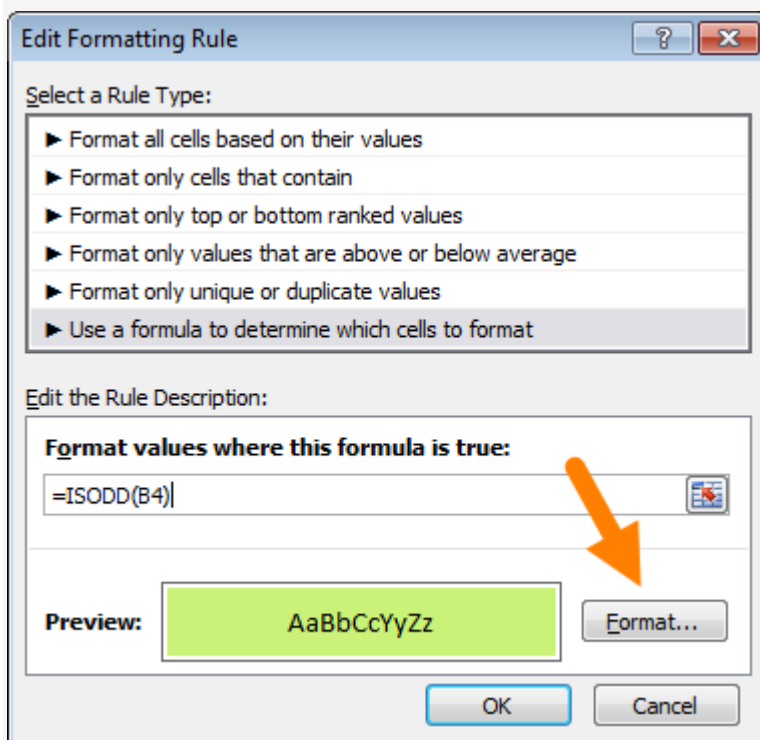 Edit Formatting Rule
?
Select a Rule Type:
► Format all cells based on their values
► Format only cells that contain
► Format only top or bottom ranked values
► Format only values that are above or below average
► Format only unique or duplicate values
► Use a formula to determine which cells to format
Edit the Rule Description:
Format values where this formula is true:
=ISODD(B4)
Preview: AaBbCcYyZz Format...
OK Cancel